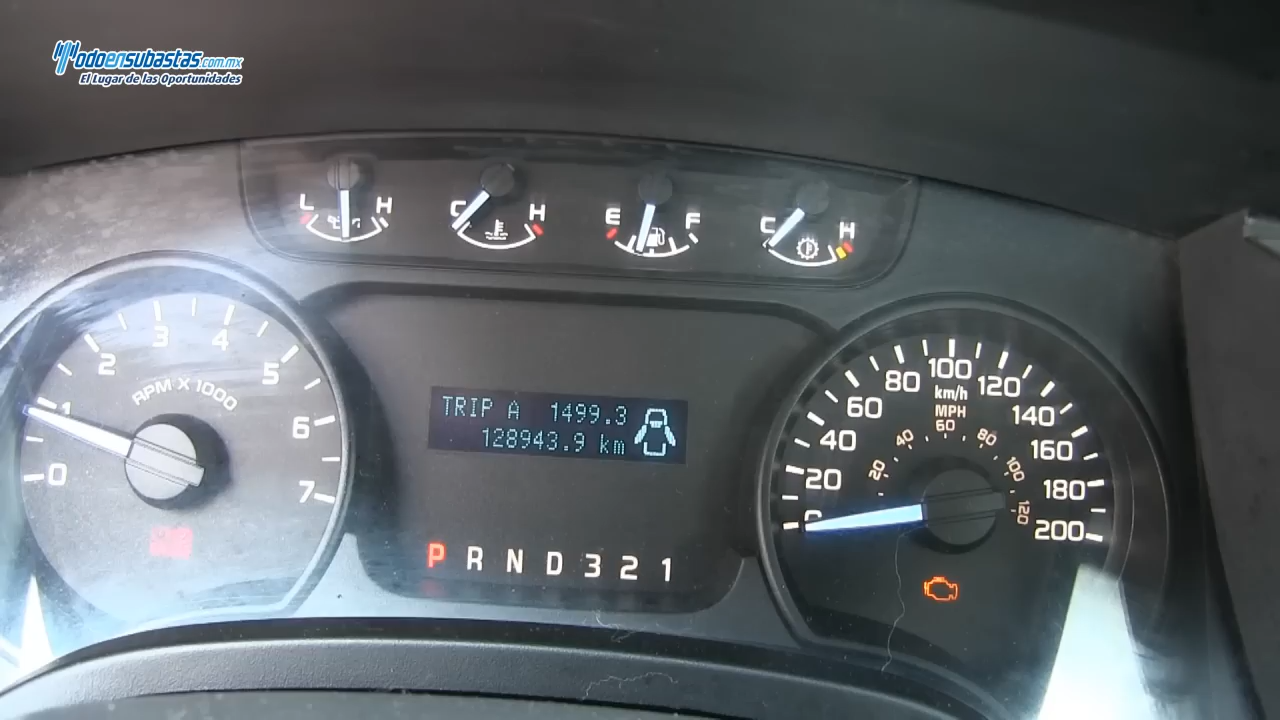 Todoensubastas.com.mx
El Lugar de las Oportunidades
L H
C H
E F
C H
0 1 2 3 4 5 6 7
RPM X 1000
TRIP A 1499.3
128943.9 km
P R N D 3 2 1
0 20 40 60 80 100 120 140 160 180 200
km/h
MPH
20 40 60 80 100 120